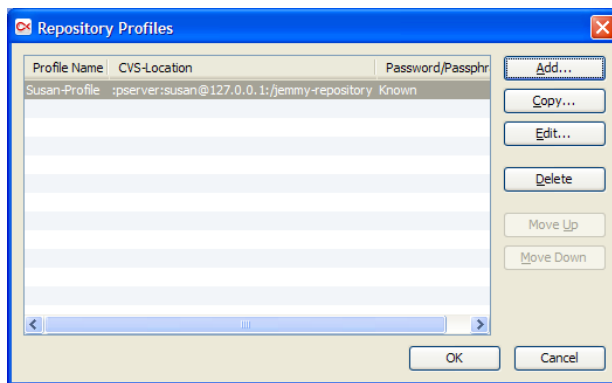 Repository Profiles
Profile Name CVS-Location Password/Passphr
Susan-Profile :pserver:susan@127.0.0.1:/jemmy-repository Known
Add...
Copy...
Edit...
Delete
Move Up
Move Down
OK Cancel